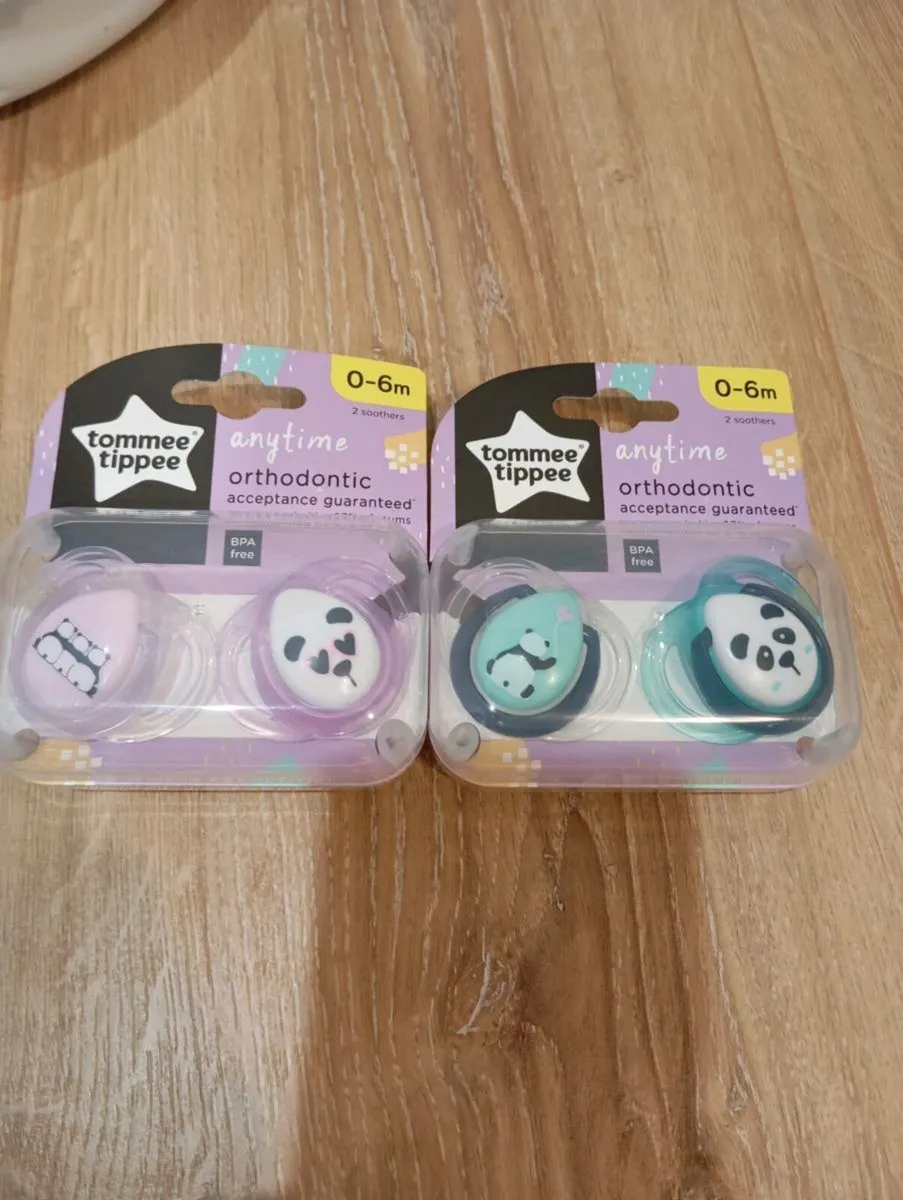 0-6m
2 soothers
tommee®
tippee
anytime
orthodontic
acceptance guaranteed*
BPA
free
0-6m
2 soothers
tommee®
tippee
anytime
orthodontic
acceptance guaranteed*
BPA
free